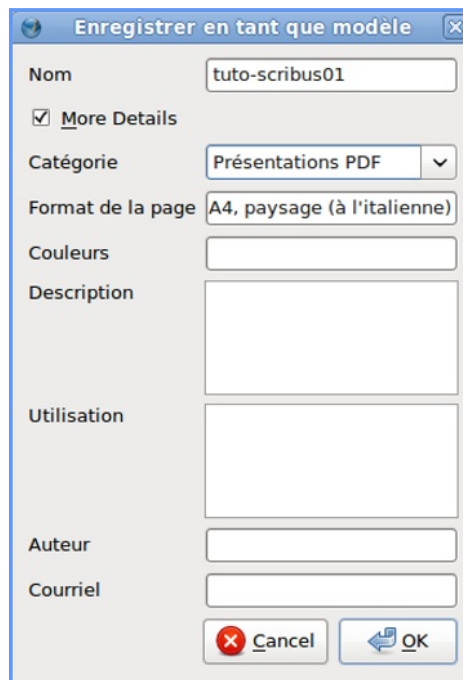 Enregistrer en tant que modèle
Nom tuto-scribus01
More Details
Catégorie Présentations PDF
Format de la page A4, paysage (à l'italienne)
Couleurs
Description
Utilisation
Auteur
Courriel
Cancel OK